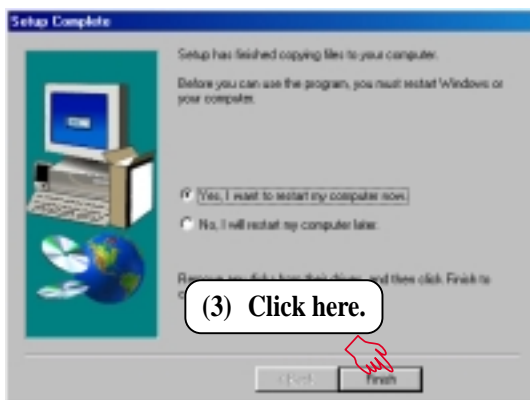 Setup Complete
Setup has finished copying files to your computer.
Before you can use the program, you must restart Windows or
your computer.
Yes, I want to restart my computer now.
No, I will restart my computer later.
Remove any disks from their drives, and then click Finish to
(3) Click here.
< Back
Finish